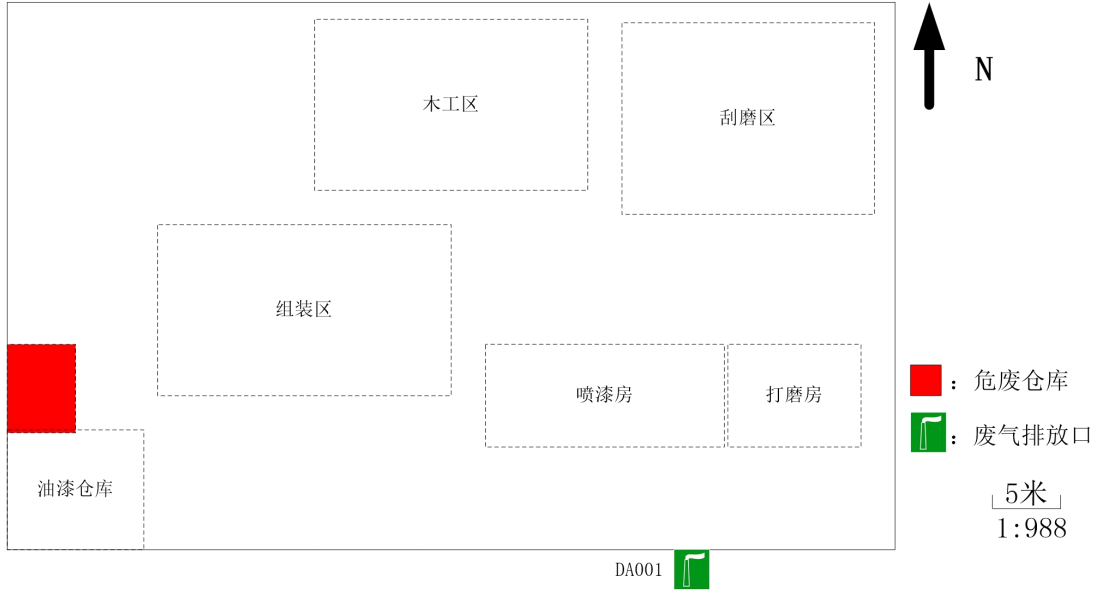 N
木工区
刮磨区
组装区
喷漆房
打磨房
油漆仓库
DA001
：危废仓库
：废气排放口
5米
1:988